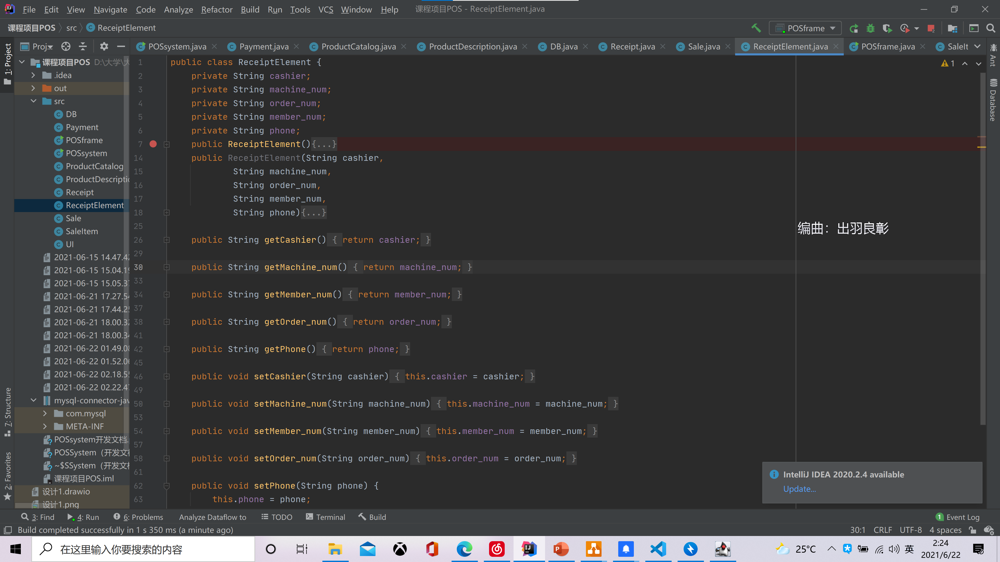 File Edit View Navigate Code Analyze Refactor Build Run Tools VCS Window Help 课程项目POS - ReceiptElement.java
课程项目POS src ReceiptElement POSframe
1: Project
Proj...
POSsystem.java Payment.java ProductCatalog.java ProductDescription.java DB.java Receipt.java Sale.java ReceiptElement.java POSframe.java SaleIt
课程项目POS D:\大学\
.idea
out
src
DB
Payment
POSframe
POSsystem
ProductCatalog
ProductDescripti
Receipt
ReceiptElement
Sale
SaleItem
UI
2021-06-15 14.47.42
2021-06-15 15.04.19
2021-06-15 15.05.37
2021-06-21 17.27.54
2021-06-21 17.44.25
2021-06-21 18.00.32
2021-06-21 18.00.34
2021-06-22 01.49.08
2021-06-22 01.52.06
2021-06-22 02.18.55
2021-06-22 02.22.47
mysql-connector-jav
com.mysql
META-INF
POSsystem开发文档.
POSSystem（开发文
~$SSystem（开发文
课程项目POS.iml
设计1.drawio
设计1.png
7: Structure
2: Favorites
1 public class ReceiptElement {
2 private String cashier;
3 private String machine_num;
4 private String order_num;
5 private String member_num;
6 private String phone;
7 public ReceiptElement(){...}
14 public ReceiptElement(String cashier,
15 String machine_num,
16 String order_num,
17 String member_num,
18 String phone){...}
25
26 public String getCashier() { return cashier; }
29
30 public String getMachine_num() { return machine_num; }
33
34 public String getMember_num() { return member_num; }
37
38 public String getOrder_num() { return order_num; }
41
42 public String getPhone() { return phone; }
45
46 public void setCashier(String cashier) { this.cashier = cashier; }
49
50 public void setMachine_num(String machine_num) { this.machine_num = machine_num; }
53
54 public void setMember_num(String member_num) { this.member_num = member_num; }
57
58 public void setOrder_num(String order_num) { this.order_num = order_num; }
61
62 public void setPhone(String phone) {
63 this.phone = phone;
1
Ant
Database
编曲：出羽良彰
IntelliJ IDEA 2020.2.4 available
Update...
3: Find 4: Run 6: Problems Analyze Dataflow to TODO Terminal Build 1 Event Log
Build completed successfully in 1 s 350 ms (a minute ago) 30:1 CRLF UTF-8 4 spaces
在这里输入你要搜索的内容 25°C 英 2:24
2021/6/22